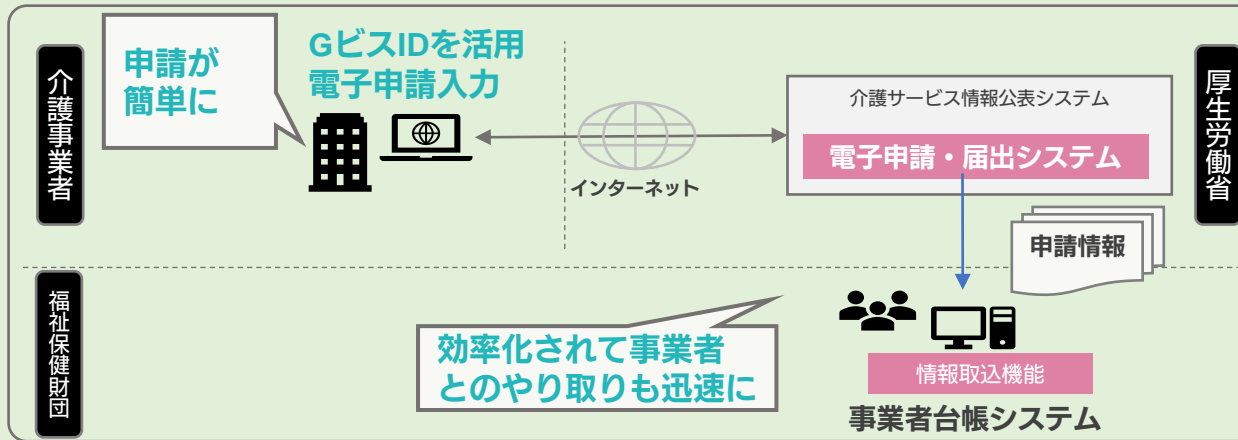 介護事業者
申請が
簡単に
GビズIDを活用
電子申請入力
インターネット
介護サービス情報公表システム
電子申請・届出システム
厚生労働省
申請情報
福祉保健財団
効率化されて事業者
とのやり取りも迅速に
情報取込機能
事業者台帳システム